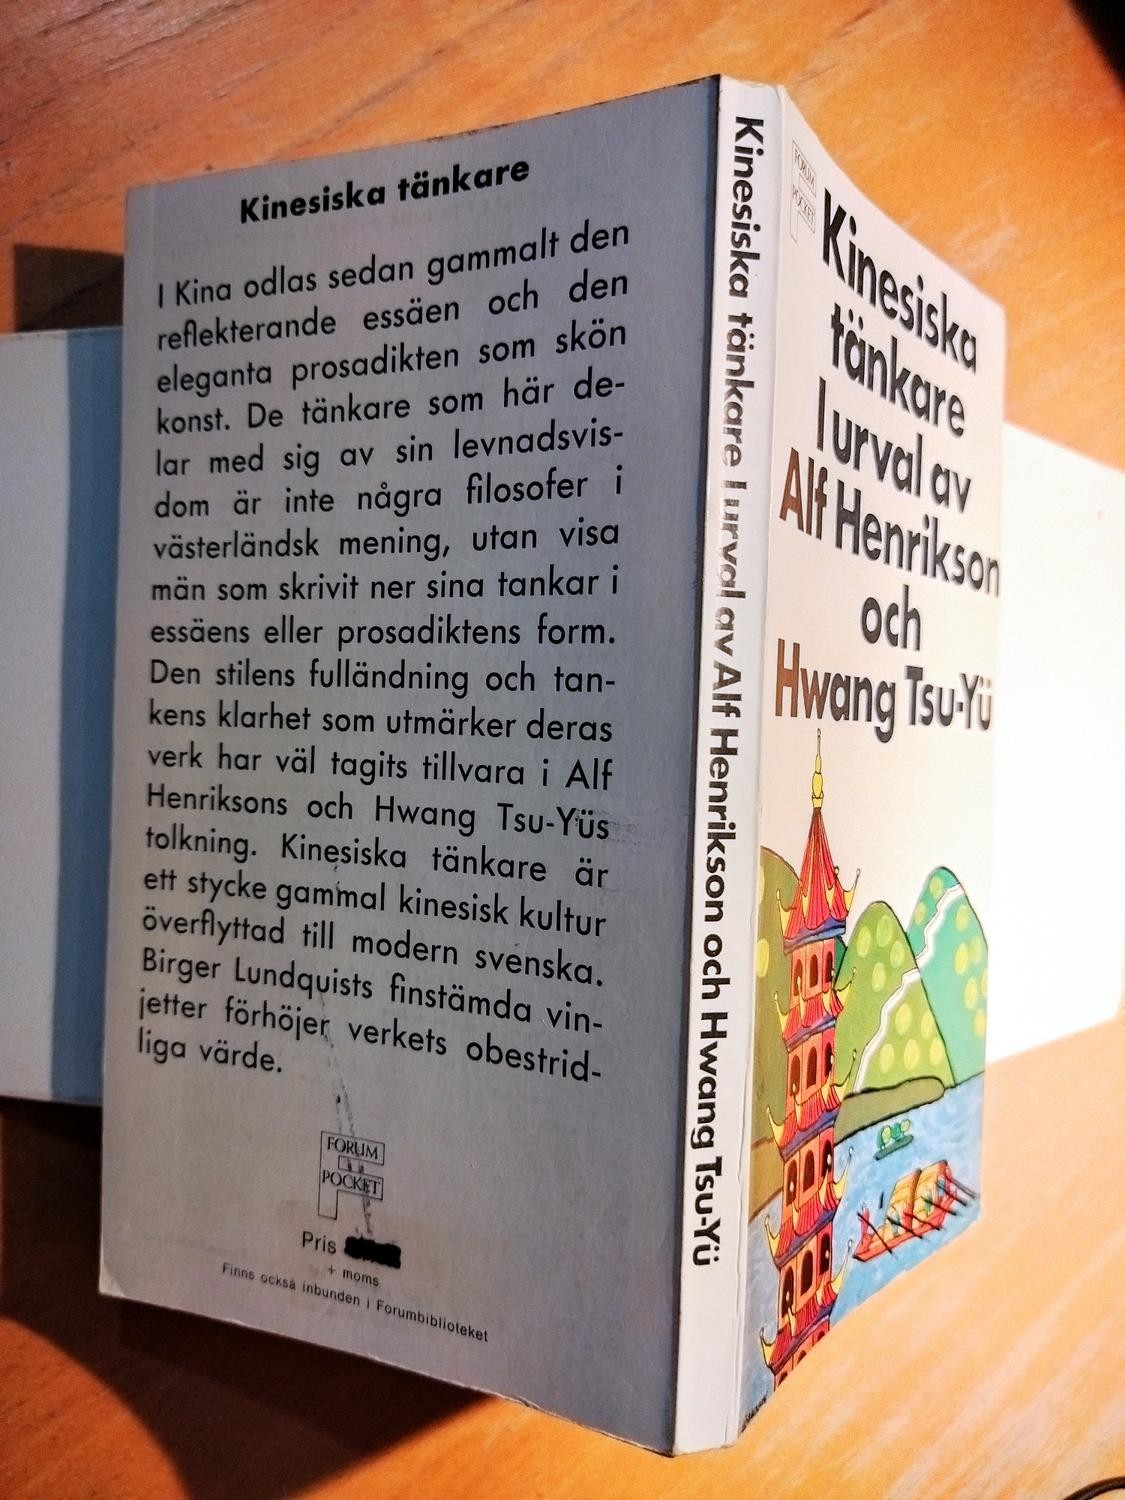 Kinesiska tänkare
I Kina odlas sedan gammalt den
reflekterande essäen och den
eleganta prosadikten som skön
konst. De tänkare som här de-
lar med sig av sin levnadsvis-
dom är inte några filosofer i
västerländsk mening, utan visa
män som skrivit ner sina tankar i
essäens eller prosadiktens form.
Den stilens fulländning och tan-
kens klarhet som utmärker deras
verk har väl tagits tillvara i Alf
Henriksons och Hwang Tsu-Yüs
tolkning. Kinesiska tänkare är
ett stycke gammal kinesisk kultur
överflyttad till modern svenska.
Birger Lundquists finstämda vin-
jetter förhöjer verkets obestrid-
liga värde.
FORUM
POCKET
Pris
+ moms
Finns också inbunden i Forumbiblioteket
Kinesiska tänkare I urval av Alf Henrikson och Hwang Tsu-Yü
FORUM
POCKET
Kinesiska
tänkare
I urval av
Alf Henrikson
och
Hwang Tsu-Yü